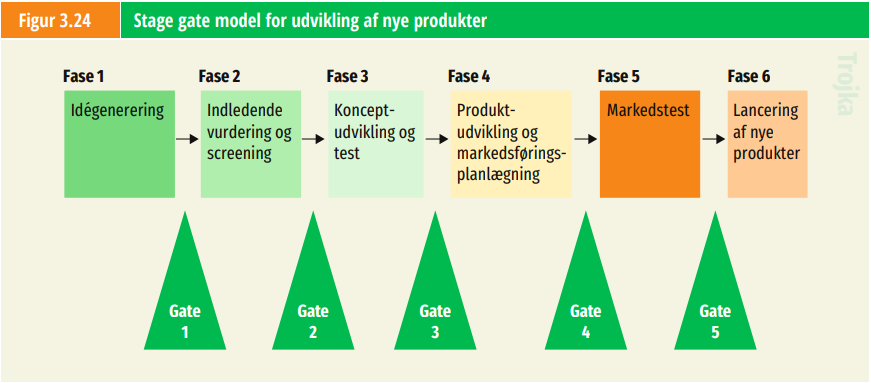 Figur 3.24
Stage gate model for udvikling af nye produkter
Trojka
Fase 1
Fase 2
Fase 3
Fase 4
Fase 5
Fase 6
Idégenerering
Indledende
vurdering og
screening
Koncept-
udvikling og
test
Produkt-
udvikling og
markedsførings-
planlægning
Markedstest
Lancering
af nye
produkter
Gate
1
Gate
2
Gate
3
Gate
4
Gate
5